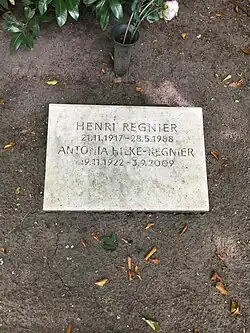 HENRI REGNIER
21.11.1917-28.5.1988
ANTONIA HILKE-REGNIER
19.11.1922-3.9.2009